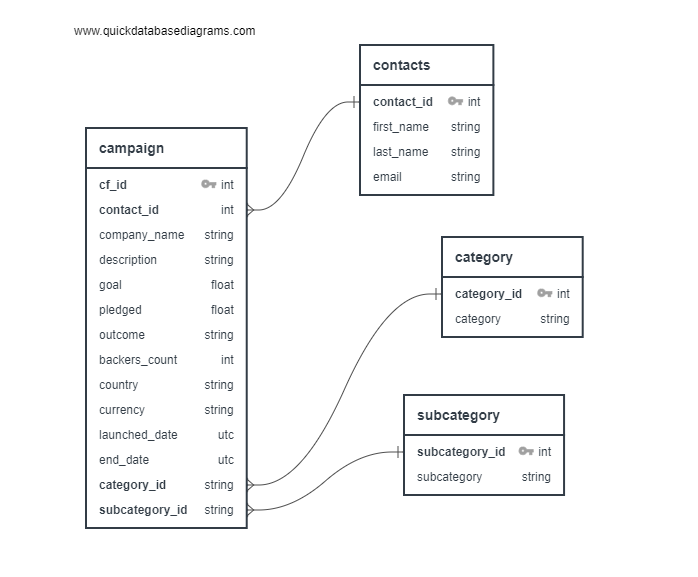 www.quickdatabasediagrams.com
contacts
contact_id int
first_name string
last_name string
email string
campaign
cf_id int
contact_id int
company_name string
description string
goal float
pledged float
outcome string
backers_count int
country string
currency string
launched_date utc
end_date utc
category_id string
subcategory_id string
category
category_id int
category string
subcategory
subcategory_id int
subcategory string